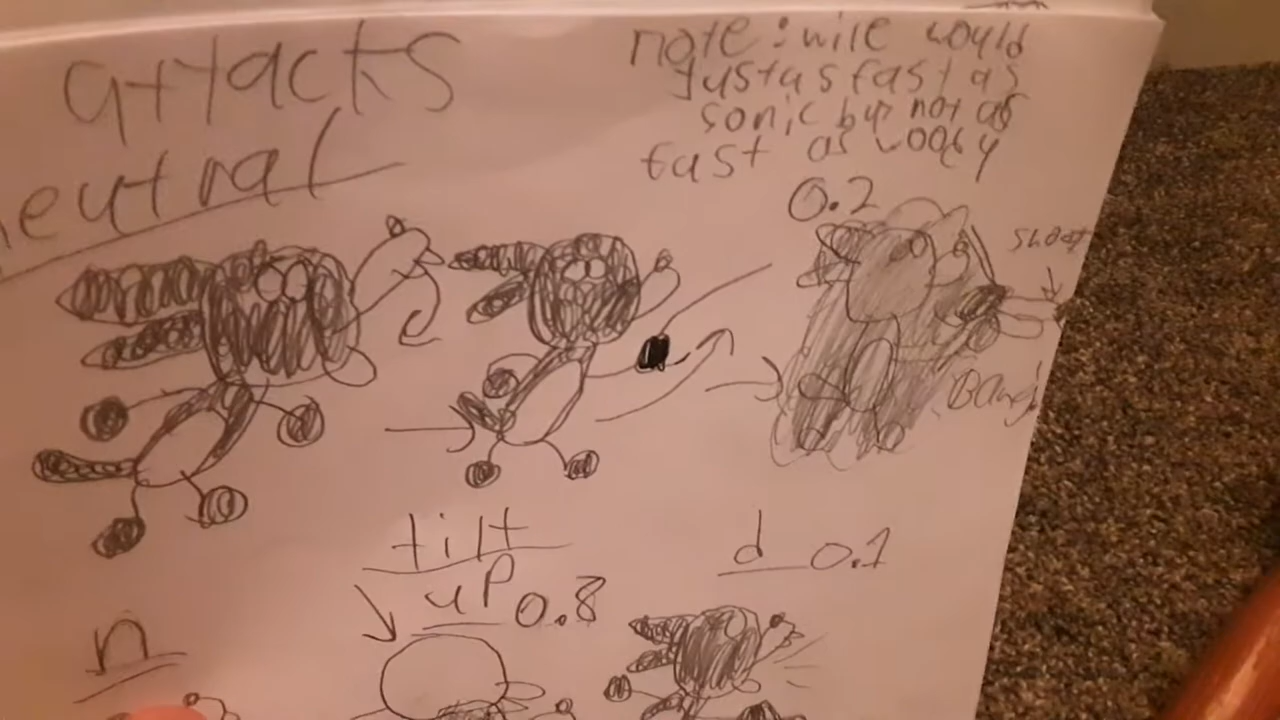 attacks
neutral
note: wile would
just as fast as
sonic but not as
fast as woody
0.2
Shoot
BANG
tilt
up 0.8
d 0.1
n